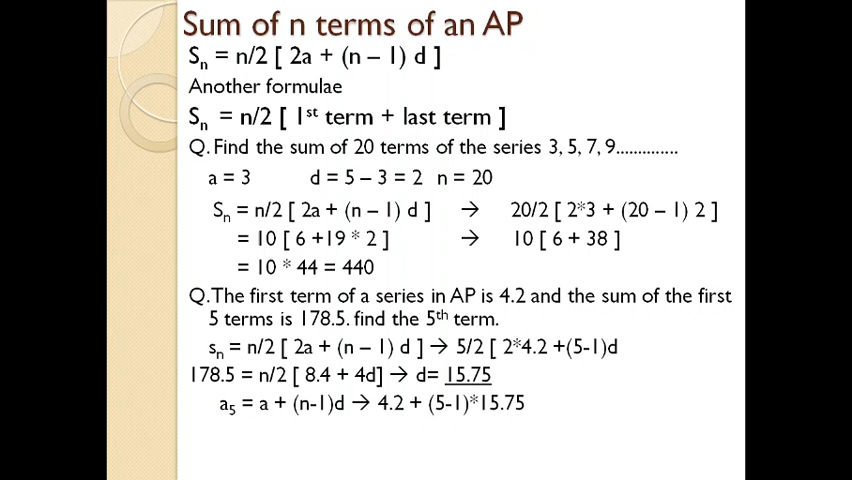 Sum of n terms of an AP
Sn = n/2 [ 2a + (n – 1) d ]
Another formulae
Sn = n/2 [ 1st term + last term ]
Q. Find the sum of 20 terms of the series 3, 5, 7, 9..............
a = 3 d = 5 – 3 = 2 n = 20
Sn = n/2 [ 2a + (n – 1) d ] → 20/2 [ 2*3 + (20 – 1) 2 ]
= 10 [ 6 +19 * 2 ] → 10 [ 6 + 38 ]
= 10 * 44 = 440
Q. The first term of a series in AP is 4.2 and the sum of the first
5 terms is 178.5. find the 5th term.
sn = n/2 [ 2a + (n – 1) d ] → 5/2 [ 2*4.2 +(5-1)d
178.5 = n/2 [ 8.4 + 4d] → d= 15.75
a5 = a + (n-1)d → 4.2 + (5-1)*15.75